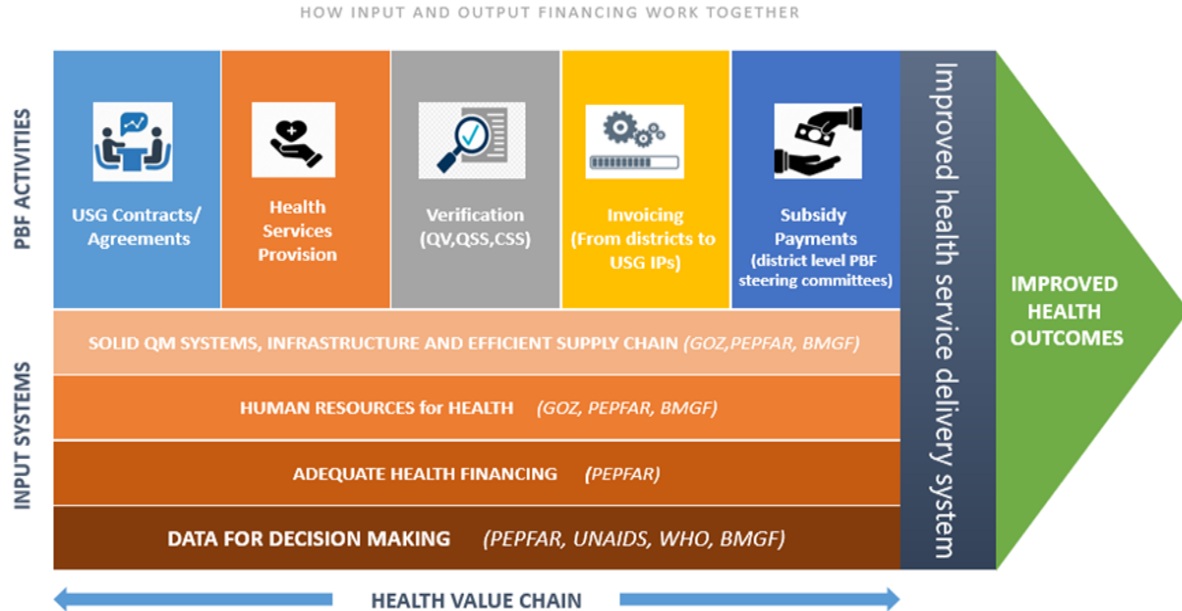 HOW INPUT AND OUTPUT FINANCING WORK TOGETHER
PBF ACTIVITIES
USG Contracts/
Agreements
Health
Services
Provision
Verification
(QV,QSS,CSS)
Invoicing
(From districts to
USG IPs)
Subsidy
Payments
(district level PBF
steering committees)
INPUT SYSTEMS
SOLID QM SYSTEMS, INFRASTRUCTURE AND EFFICIENT SUPPLY CHAIN (GOZ,PEPFAR, BMGF)
HUMAN RESOURCES for HEALTH (GOZ, PEPFAR, BMGF)
ADEQUATE HEALTH FINANCING (PEPFAR)
DATA FOR DECISION MAKING (PEPFAR, UNAIDS, WHO, BMGF)
Improved health service delivery system
IMPROVED
HEALTH
OUTCOMES
HEALTH VALUE CHAIN